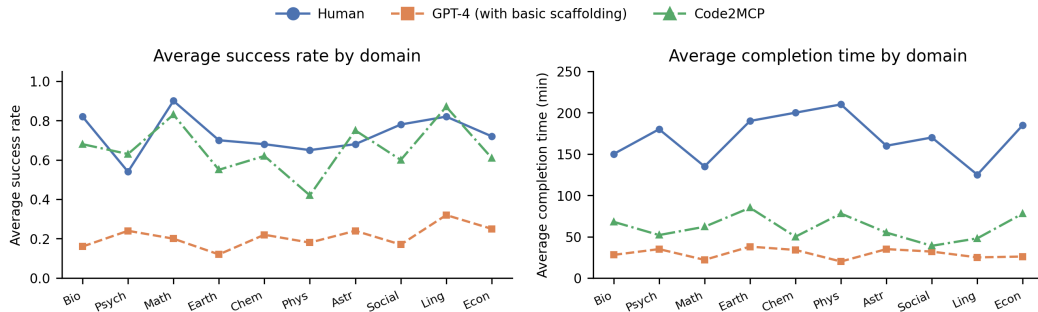 Human GPT-4 (with basic scaffolding) Code2MCP
Average success rate by domain
Average success rate
1.0
0.8
0.6
0.4
0.2
0.0
Bio Psych Math Earth Chem Phys Astr Social Ling Econ
Average completion time by domain
Average completion time (min)
250
200
150
100
50
0
Bio Psych Math Earth Chem Phys Astr Social Ling Econ